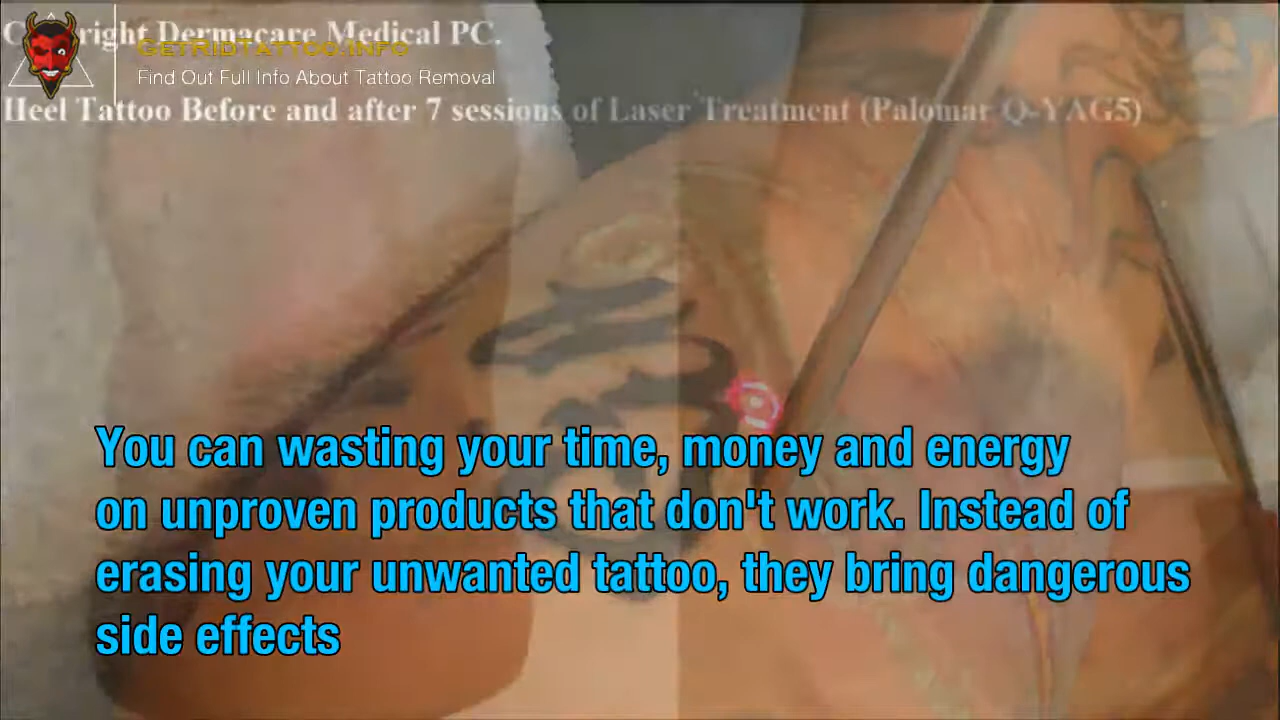 Copyright Dermacare Medical PC.
GETRIDTATTOO.INFO
Find Out Full Info About Tattoo Removal
Heel Tattoo Before and after 7 sessions of Laser Treatment (Palomar Q-YAG5)
You can wasting your time, money and energy
on unproven products that don't work. Instead of
erasing your unwanted tattoo, they bring dangerous
side effects